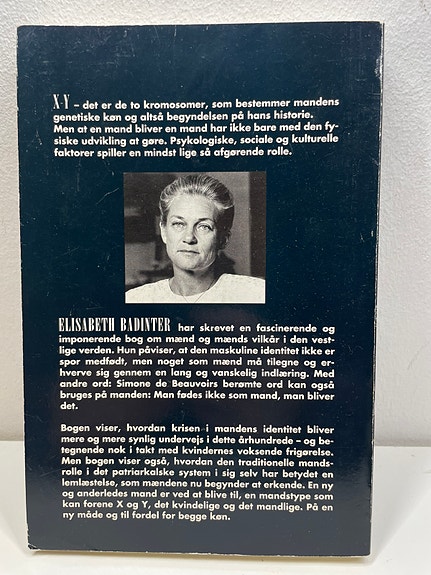 X-Y – det er de to kromosomer, som bestemmer mandens
genetiske køn og altså begyndelsen på hans historie.
Men at en mand bliver en mand har ikke bare med den fy-
siske udvikling at gøre. Psykologiske, sociale og kulturelle
faktorer spiller en mindst lige så afgørende rolle.
ELISABETH BADINTER har skrevet en fascinerende og
imponerende bog om mænd og mænds vilkår i den vest-
lige verden. Hun påviser, at den maskuline identitet ikke er
spor medfødt, men noget som mænd må tilegne og er-
hverve sig gennem en lang og vanskelig indlæring. Med
andre ord: Simone de Beauvoirs berømte ord kan også
bruges på manden: Man fødes ikke som mand, man bliver
det.
Bogen viser, hvordan krisen i mandens identitet bliver
mere og mere synlig undervejs i dette århundrede – og be-
tegnende nok i takt med kvindernes voksende frigørelse.
Men bogen viser også, hvordan den traditionelle mands-
rolle i det patriarkalske system i sig selv har betydet en
lemlæstelse, som mændene nu begynder at erkende. En ny
og anderledes mand er ved at blive til, en mandstype som
kan forene X og Y, det kvindelige og det mandlige. På en
ny måde og til fordel for begge køn.